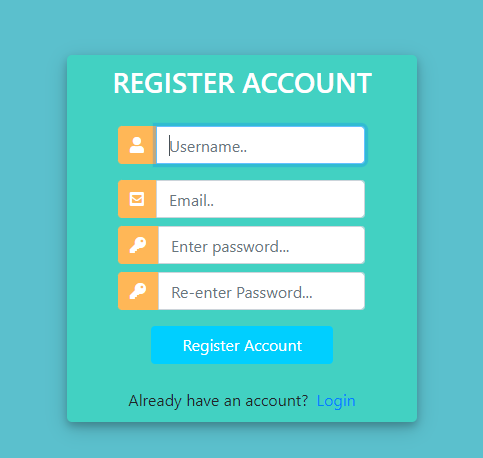 REGISTER ACCOUNT
Username..
Email..
Enter password...
Re-enter Password...
Register Account
Already have an account? Login